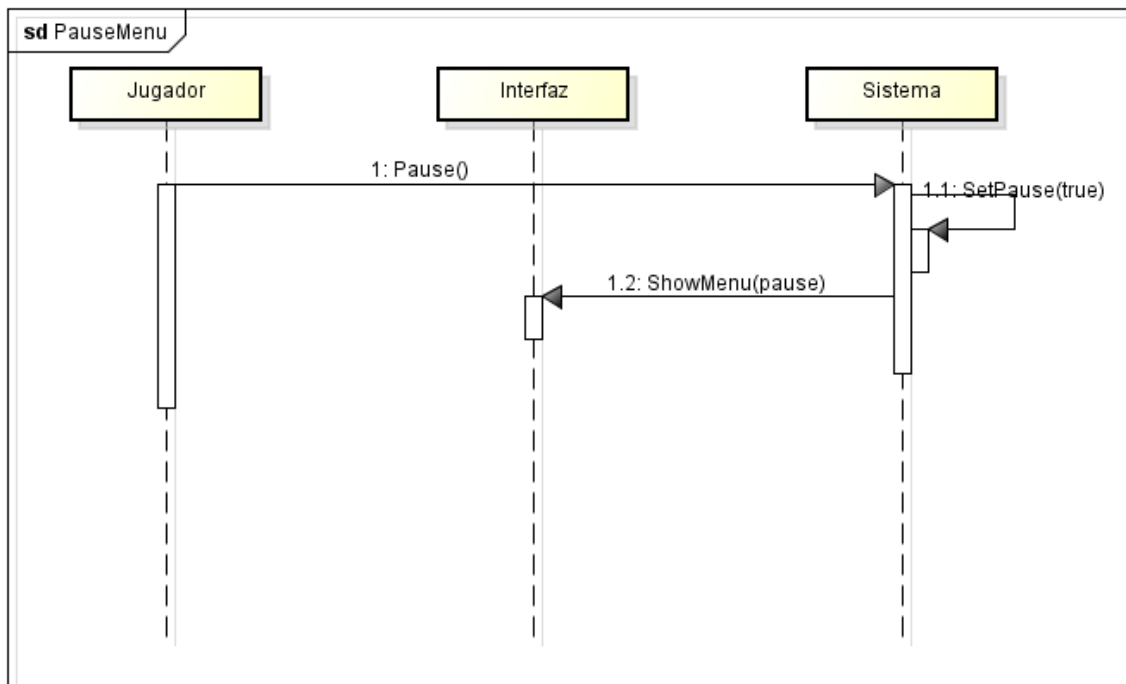 sd PauseMenu
Jugador
Interfaz
Sistema
1: Pause()
1.1: SetPause(true)
1.2: ShowMenu(pause)